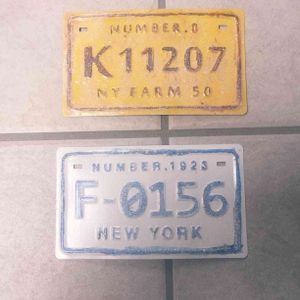 NUMBER.0
K11207
NY FARM 50
NUMBER.1923
F-0156
NEW YORK